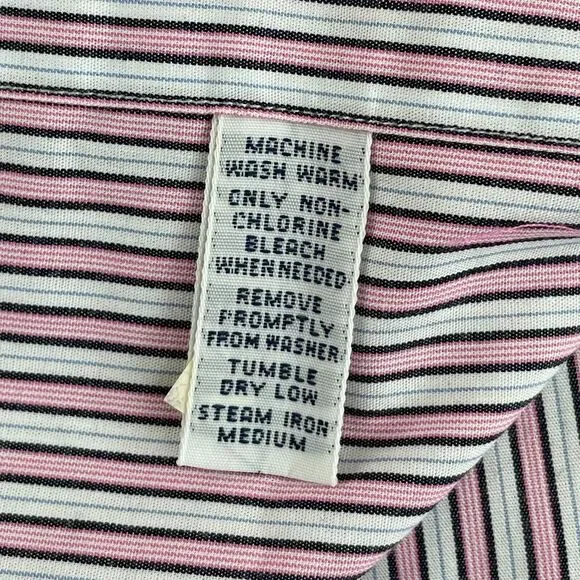 MACHINE
WASH WARM
ONLY NON-
CHLORINE
BLEACH
WHEN NEEDED
REMOVE
PROMPTLY
FROM WASHER
TUMBLE
DRY LOW
STEAM IRON
MEDIUM